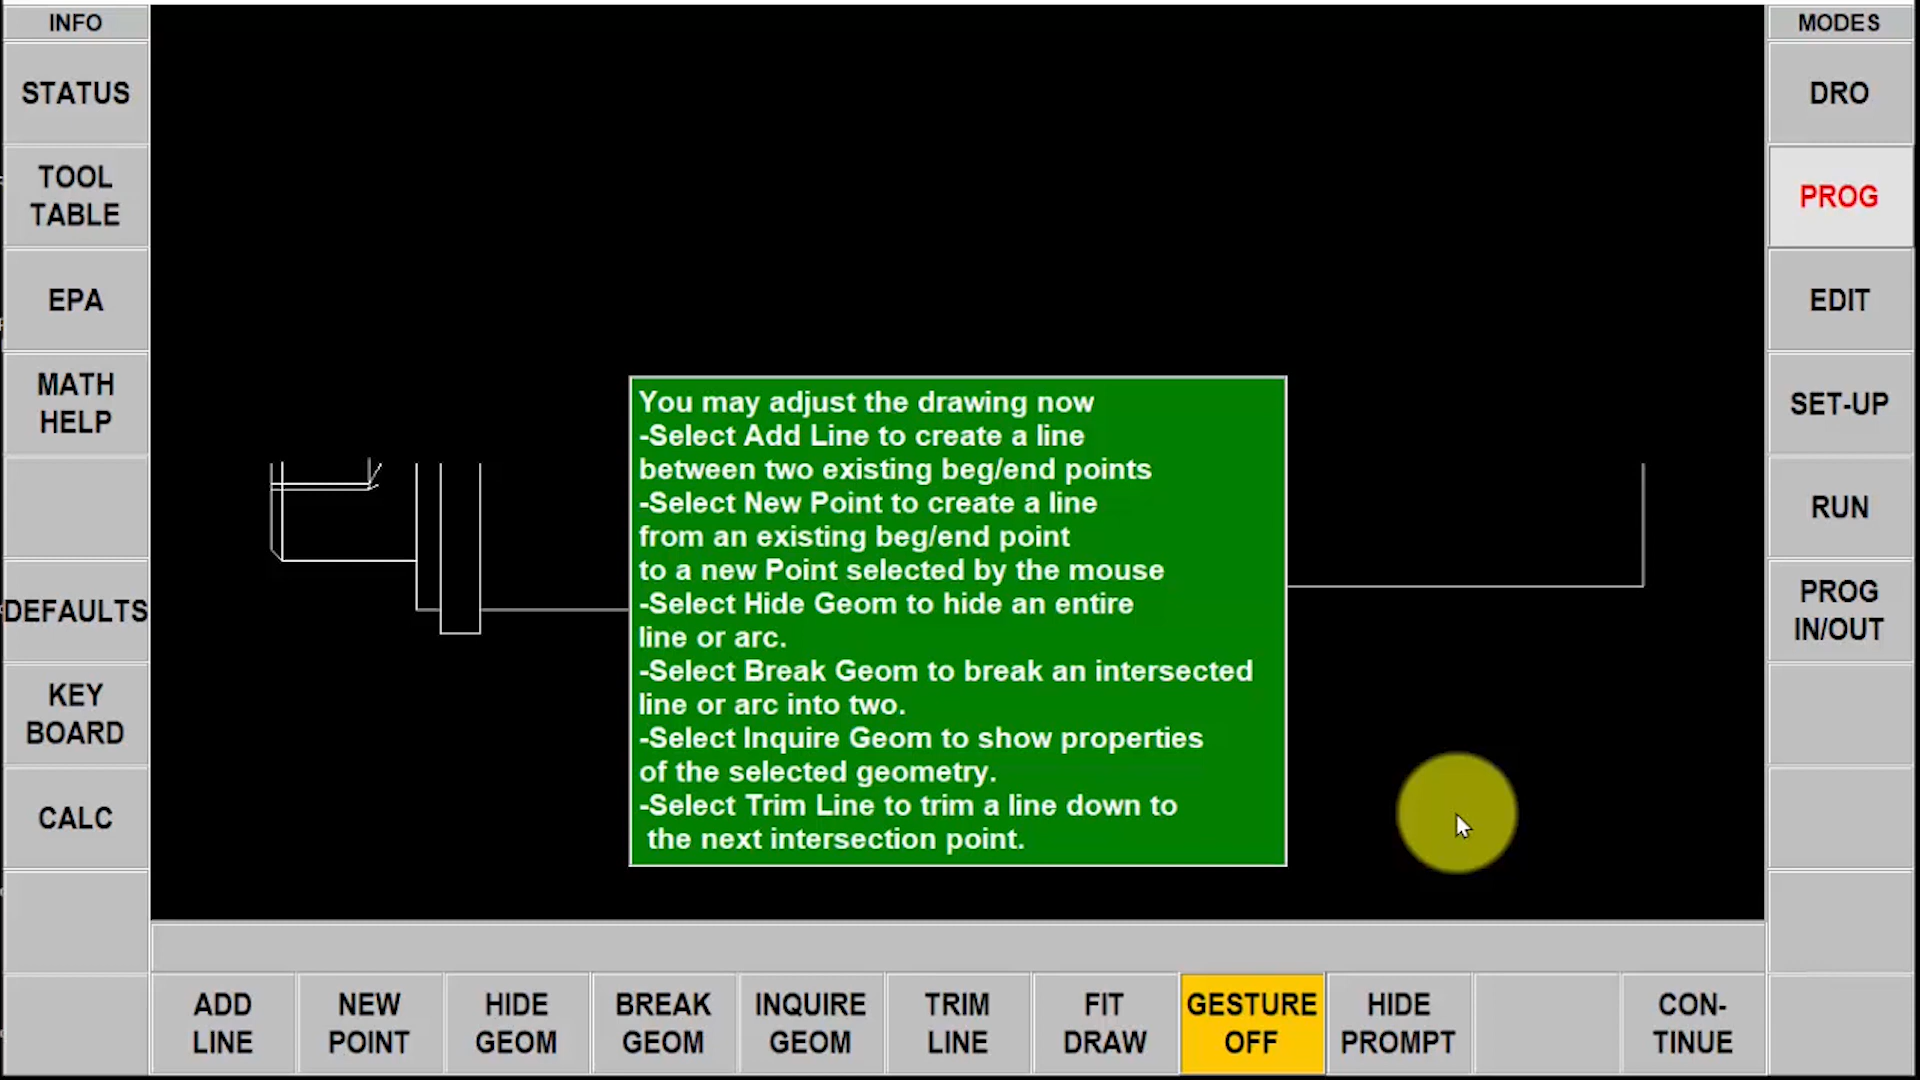 INFO
STATUS
TOOL
TABLE
EPA
MATH
HELP
DEFAULTS
KEY
BOARD
CALC
You may adjust the drawing now
-Select Add Line to create a line
between two existing beg/end points
-Select New Point to create a line
from an existing beg/end point
to a new Point selected by the mouse
-Select Hide Geom to hide an entire
line or arc.
-Select Break Geom to break an intersected
line or arc into two.
-Select Inquire Geom to show properties
of the selected geometry.
-Select Trim Line to trim a line down to
the next intersection point.
MODES
DRO
PROG
EDIT
SET-UP
RUN
PROG
IN/OUT
ADD
LINE
NEW
POINT
HIDE
GEOM
BREAK
GEOM
INQUIRE
GEOM
TRIM
LINE
FIT
DRAW
GESTURE
OFF
HIDE
PROMPT
CON-
TINUE